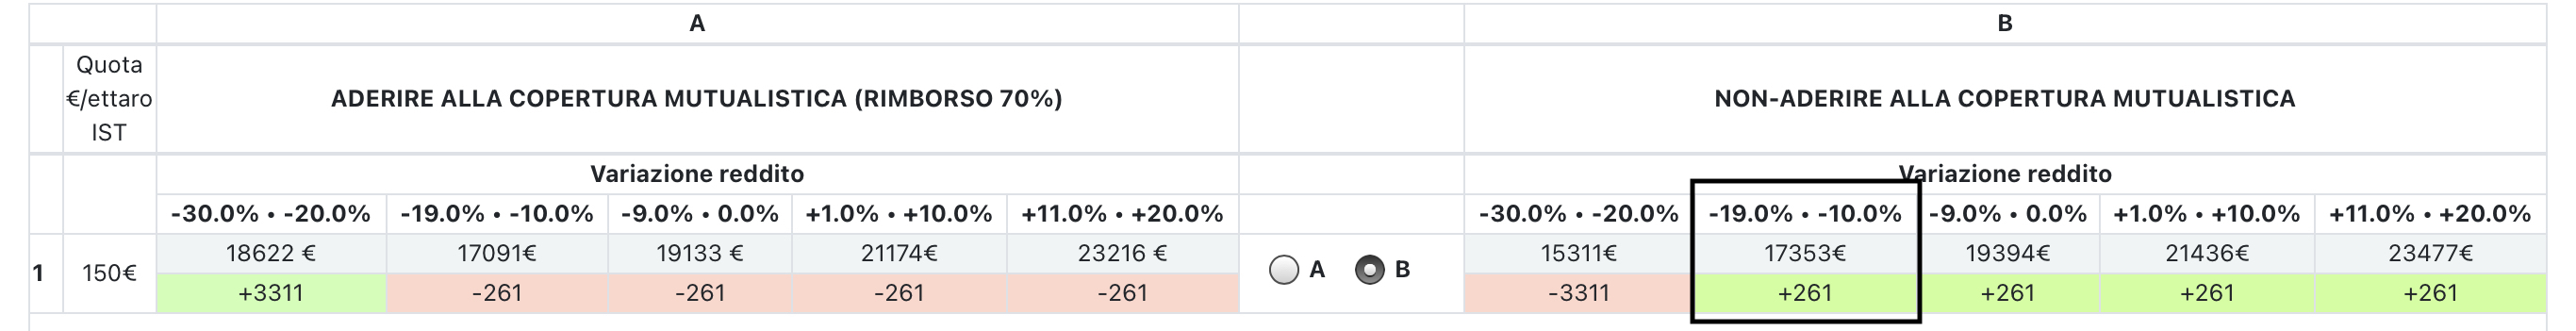 A B
Quota
€/ettaro
IST
ADERIRE ALLA COPERTURA MUTUALISTICA (RIMBORSO 70%) NON-ADERIRE ALLA COPERTURA MUTUALISTICA
Variazione reddito Variazione reddito
-30.0% • -20.0% -19.0% • -10.0% -9.0% • 0.0% +1.0% • +10.0% +11.0% • +20.0% -30.0% • -20.0% -19.0% • -10.0% -9.0% • 0.0% +1.0% • +10.0% +11.0% • +20.0%
18622 € 17091€ 19133 € 21174€ 23216 € 15311€ 17353€ 19394€ 21436€ 23477€
1 150€ A B
+3311 -261 -261 -261 -261 -3311 +261 +261 +261 +261